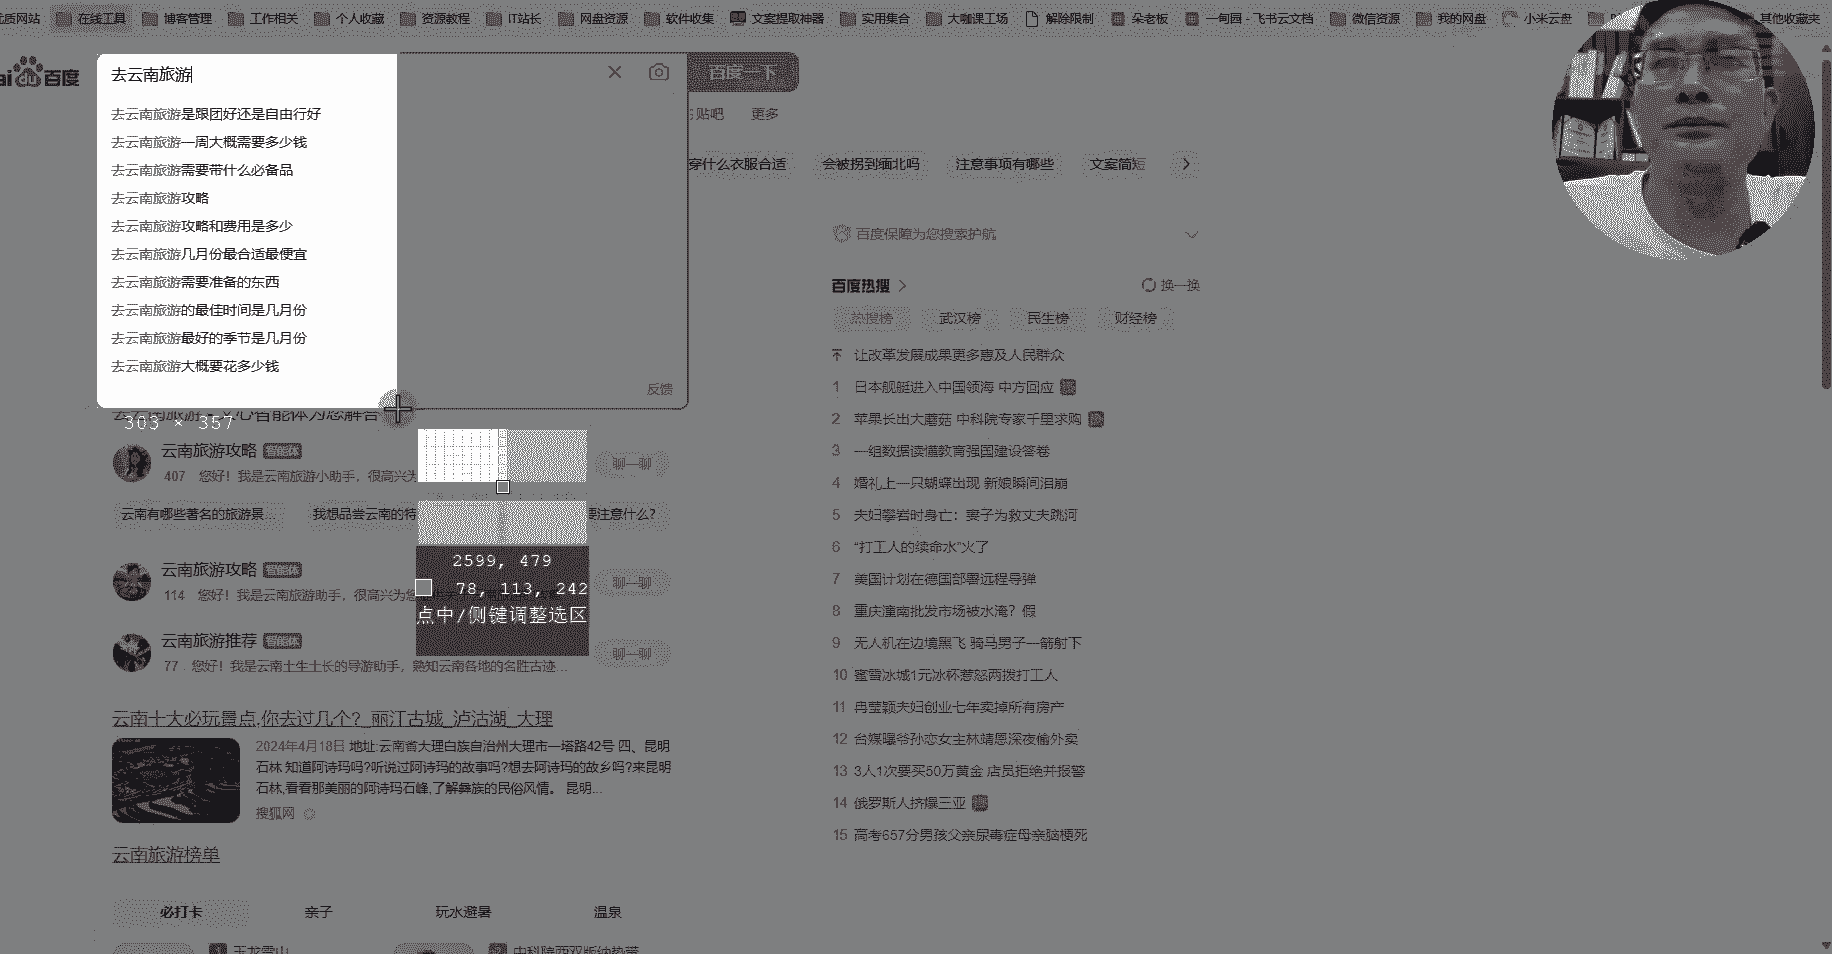 优质网站 在线工具 博客管理 工作相关 个人收藏 资源教程 IT站长 网盘资源 软件收集 文案提取神器 实用集合 大咖课工场 解除限制 朵老板 一甸园 - 飞书云文档 微信资源 我的网盘 小米云盘 其他收藏夹
Baidu百度
去云南旅游
百度一下
去云南旅游是跟团好还是自由行好
去云南旅游一周大概需要多少钱
去云南旅游需要带什么必备品
去云南旅游攻略
去云南旅游攻略和费用是多少
去云南旅游几月份最合适最便宜
去云南旅游需要准备的东西
去云南旅游的最佳时间是几月份
去云南旅游最好的季节是几月份
去云南旅游大概要花多少钱
反馈
贴吧 更多
穿什么衣服合适 会被拐到缅北吗 注意事项有哪些 文案简短
303 × 357
云南旅游攻略 智能体
407 您好！我是云南旅游小助手，很高兴为
聊一聊
云南有哪些著名的旅游景... 我想品尝云南的特 要注意什么?
2599, 479
78, 113, 242
点中/侧键调整选区
云南旅游攻略 智能体
114 您好！我是云南旅游助手，很高兴为您
聊一聊
云南旅游推荐 智能体
77 您好！我是云南土生土长的导游助手，熟知云南各地的名胜古迹...
聊一聊
云南十大必玩景点,你去过几个?_丽江古城_泸沽湖_大理
2024年4月18日 地址:云南省大理白族自治州大理市一塔路42号 四、昆明
石林 知道阿诗玛吗?听说过阿诗玛的故事吗?想去阿诗玛的故乡吗?来昆明
石林,看看那美丽的阿诗玛石峰,了解彝族的民俗风情。 昆明...
搜狐网
云南旅游榜单
必打卡 亲子 玩水避暑 温泉
玉龙雪山 中科院西双版纳热带
百度保障为您搜索护航
百度热搜 换一换
热搜榜 武汉榜 民生榜 财经榜
让改革发展成果更多惠及人民群众
1 日本舰艇进入中国领海 中方回应 热
2 苹果长出大蘑菇 中科院专家千里求购 热
3 一组数据读懂教育强国建设答卷
4 婚礼上一只蝴蝶出现 新娘瞬间泪崩
5 夫妇攀岩时身亡：妻子为救丈夫跳河
6 “打工人的续命水”火了
7 美国计划在德国部署远程导弹
8 重庆潼南批发市场被水淹？假
9 无人机在边境黑飞 骑马男子一箭射下
10 蜜雪冰城1元冰杯惹怒两拨打工人
11 冉莹颖夫妇创业七年卖掉所有房产
12 台媒曝爷孙恋女主林靖恩深夜偷外卖
13 3人1次要买50万黄金 店员拒绝并报警
14 俄罗斯人挤爆三亚 热
15 高考657分男孩父亲尿毒症母亲脑梗死